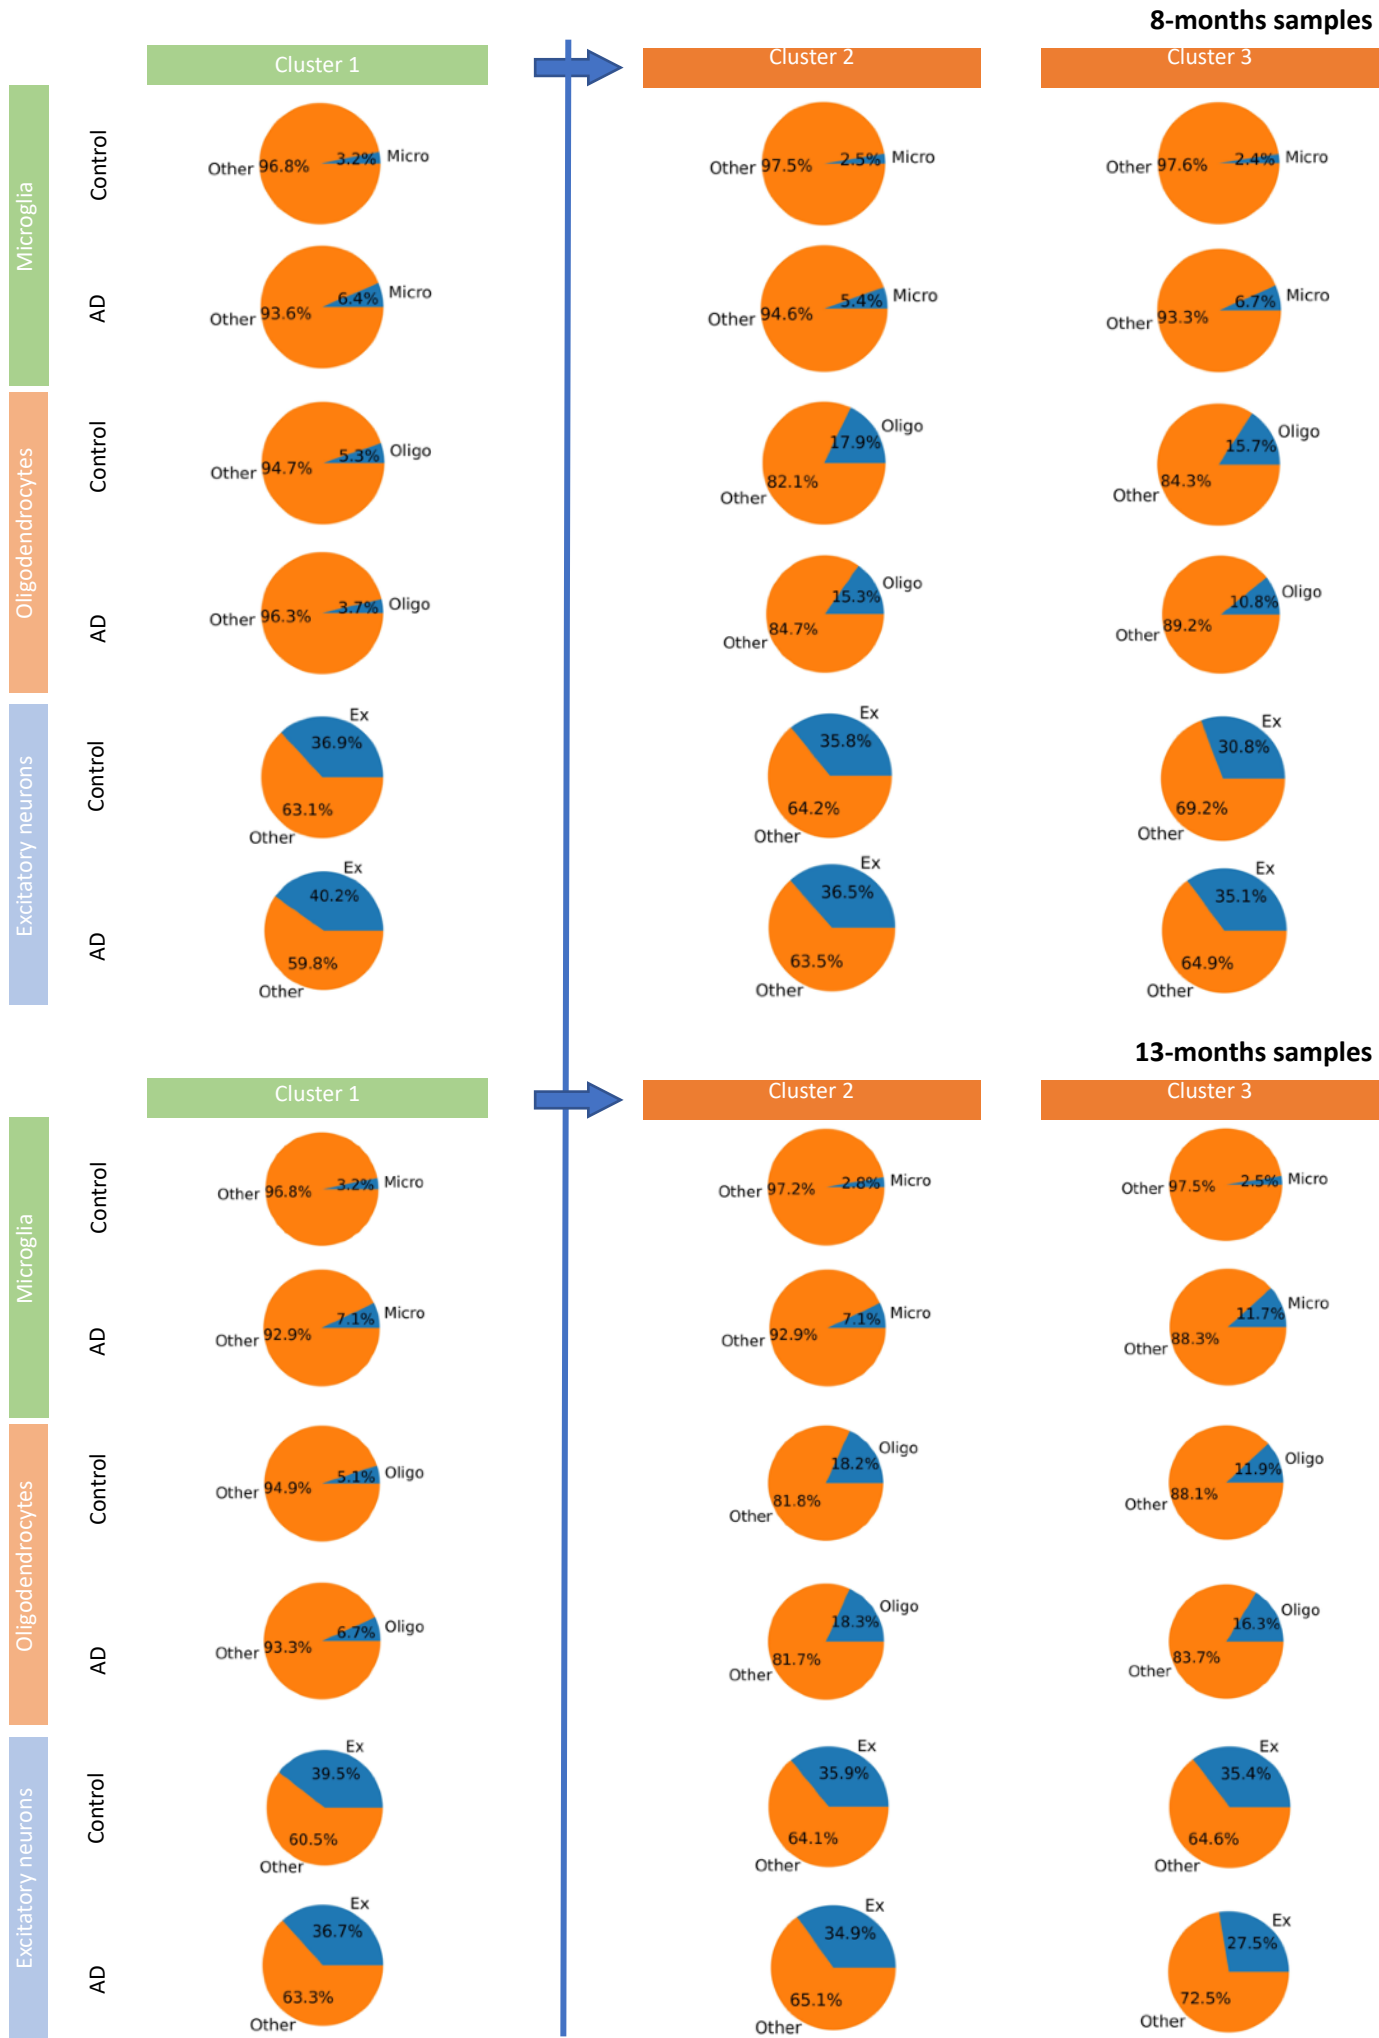 8-months samples
Cluster 1
Cluster 2
Cluster 3
Microglia
Control
Other 96.8% 3.2% Micro
Other 97.5% 2.5% Micro
Other 97.6% 2.4% Micro
AD
Other 93.6% 6.4% Micro
Other 94.6% 5.4% Micro
Other 93.3% 6.7% Micro
Oligodendrocytes
Control
Other 94.7% 5.3% Oligo
Other 82.1% 17.9% Oligo
Other 84.3% 15.7% Oligo
AD
Other 96.3% 3.7% Oligo
Other 84.7% 15.3% Oligo
Other 89.2% 10.8% Oligo
Excitatory neurons
Control
Ex
36.9%
63.1%
Other
Ex
35.8%
64.2%
Other
Ex
30.8%
69.2%
Other
AD
Ex
40.2%
59.8%
Other
Ex
36.5%
63.5%
Other
Ex
35.1%
64.9%
Other
13-months samples
Cluster 1
Cluster 2
Cluster 3
Microglia
Control
Other 96.8% 3.2% Micro
Other 97.2% 2.8% Micro
Other 97.5% 2.5% Micro
AD
Other 92.9% 7.1% Micro
Other 92.9% 7.1% Micro
Other 88.3% 11.7% Micro
Oligodendrocytes
Control
Other 94.9% 5.1% Oligo
Other 81.8% 18.2% Oligo
Other 88.1% 11.9% Oligo
AD
Other 93.3% 6.7% Oligo
Other 81.7% 18.3% Oligo
Other 83.7% 16.3% Oligo
Excitatory neurons
Control
Ex
39.5%
60.5%
Other
Ex
35.9%
64.1%
Other
Ex
35.4%
64.6%
Other
AD
Ex
36.7%
63.3%
Other
Ex
34.9%
65.1%
Other
Ex
27.5%
72.5%
Other